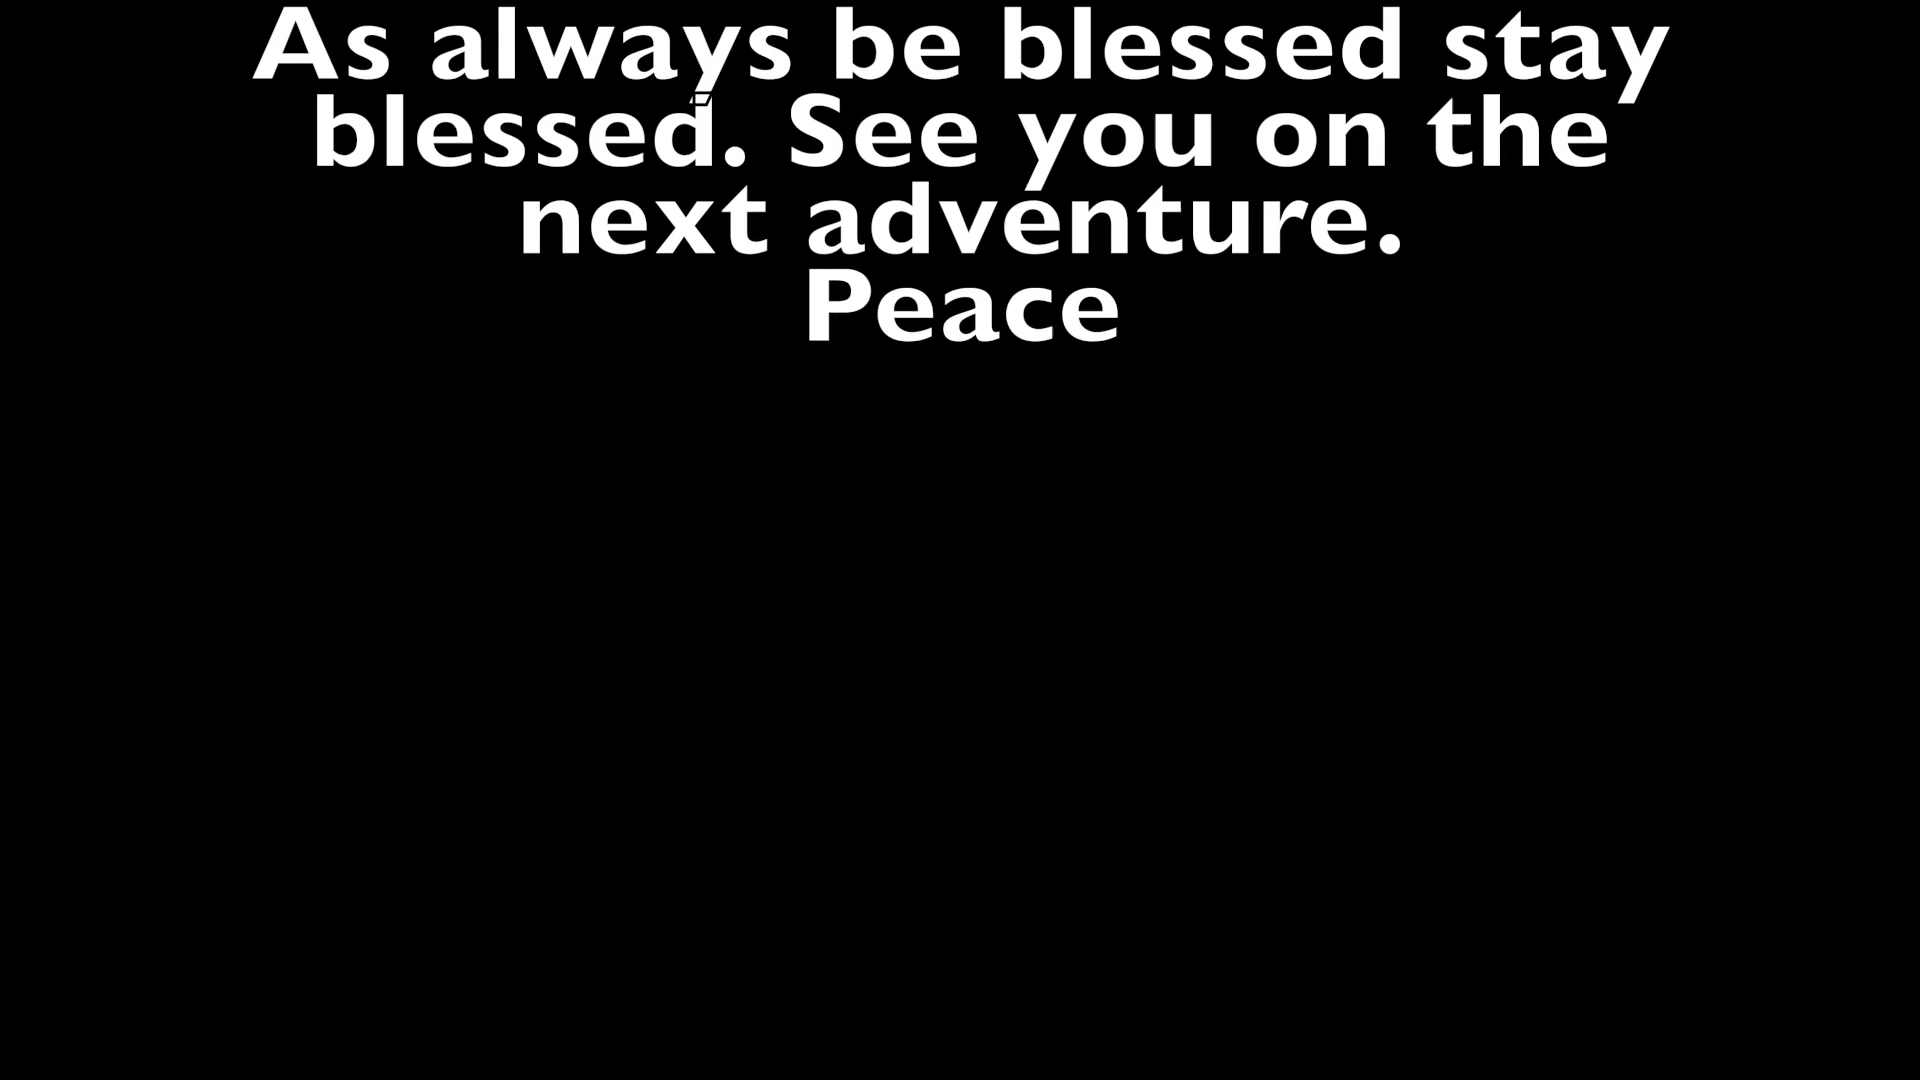 As always be blessed stay
blessed. See you on the
next adventure.
Peace